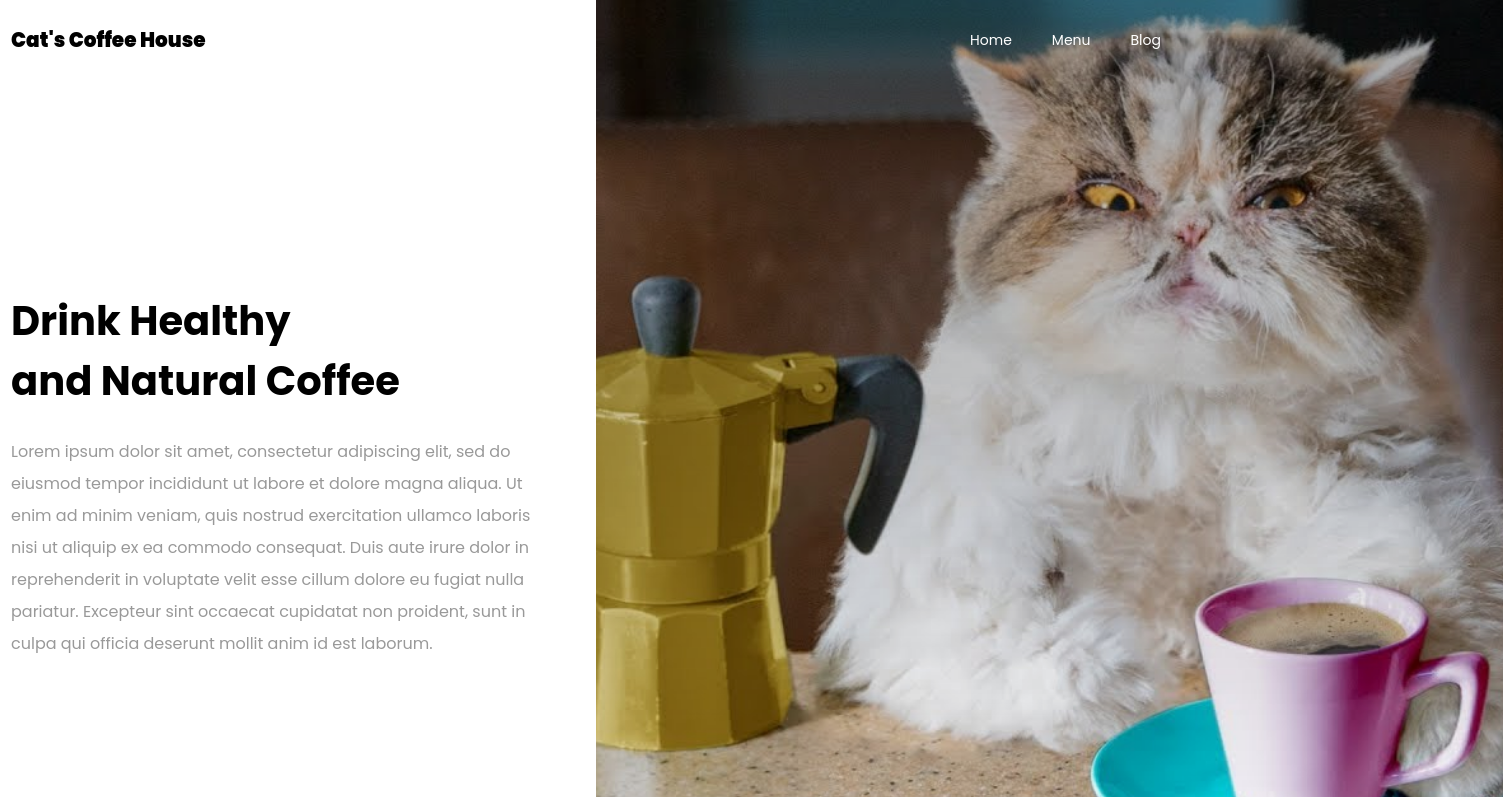 Cat's Coffee House
Home Menu Blog
Drink Healthy
and Natural Coffee
Lorem ipsum dolor sit amet, consectetur adipiscing elit, sed do
eiusmod tempor incididunt ut labore et dolore magna aliqua. Ut
enim ad minim veniam, quis nostrud exercitation ullamco laboris
nisi ut aliquip ex ea commodo consequat. Duis aute irure dolor in
reprehenderit in voluptate velit esse cillum dolore eu fugiat nulla
pariatur. Excepteur sint occaecat cupidatat non proident, sunt in
culpa qui officia deserunt mollit anim id est laborum.